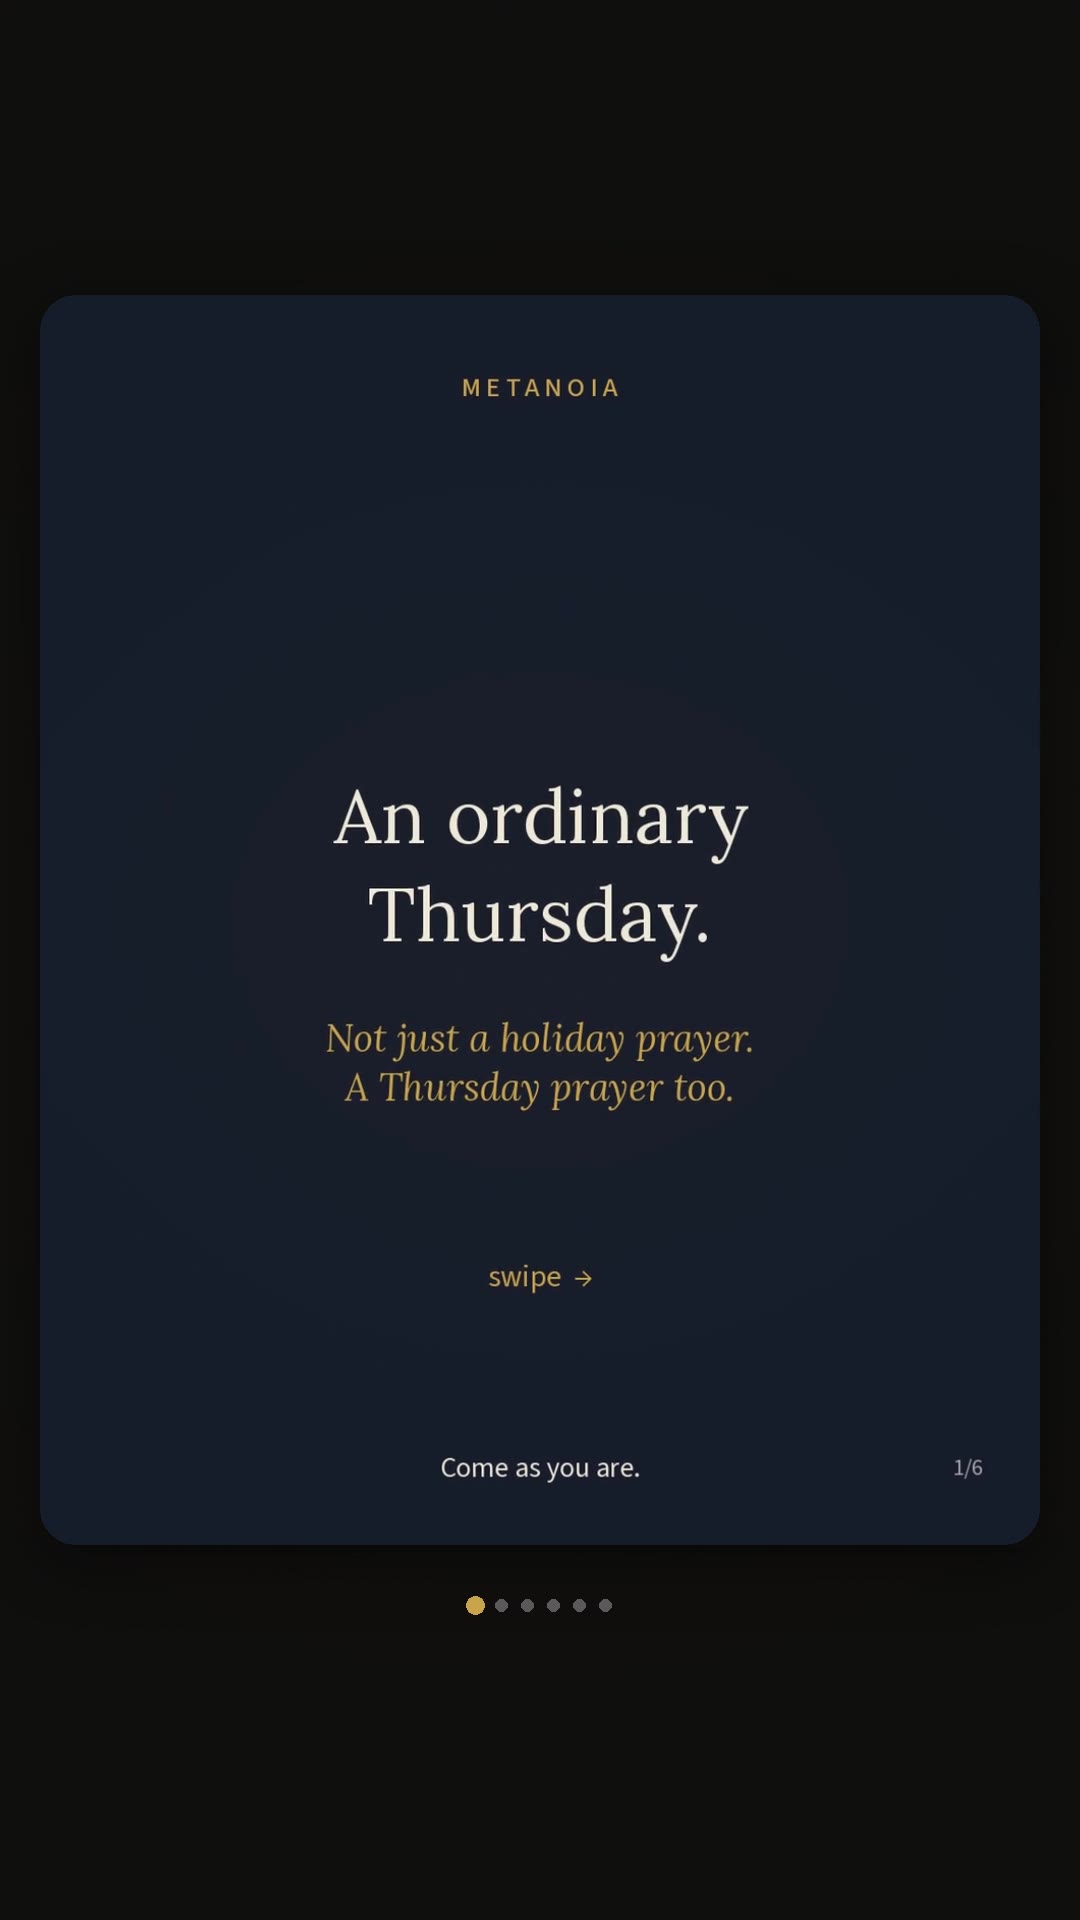 METANOIA
An ordinary
Thursday.
Not just a holiday prayer.
A Thursday prayer too.
swipe →
Come as you are.
1/6